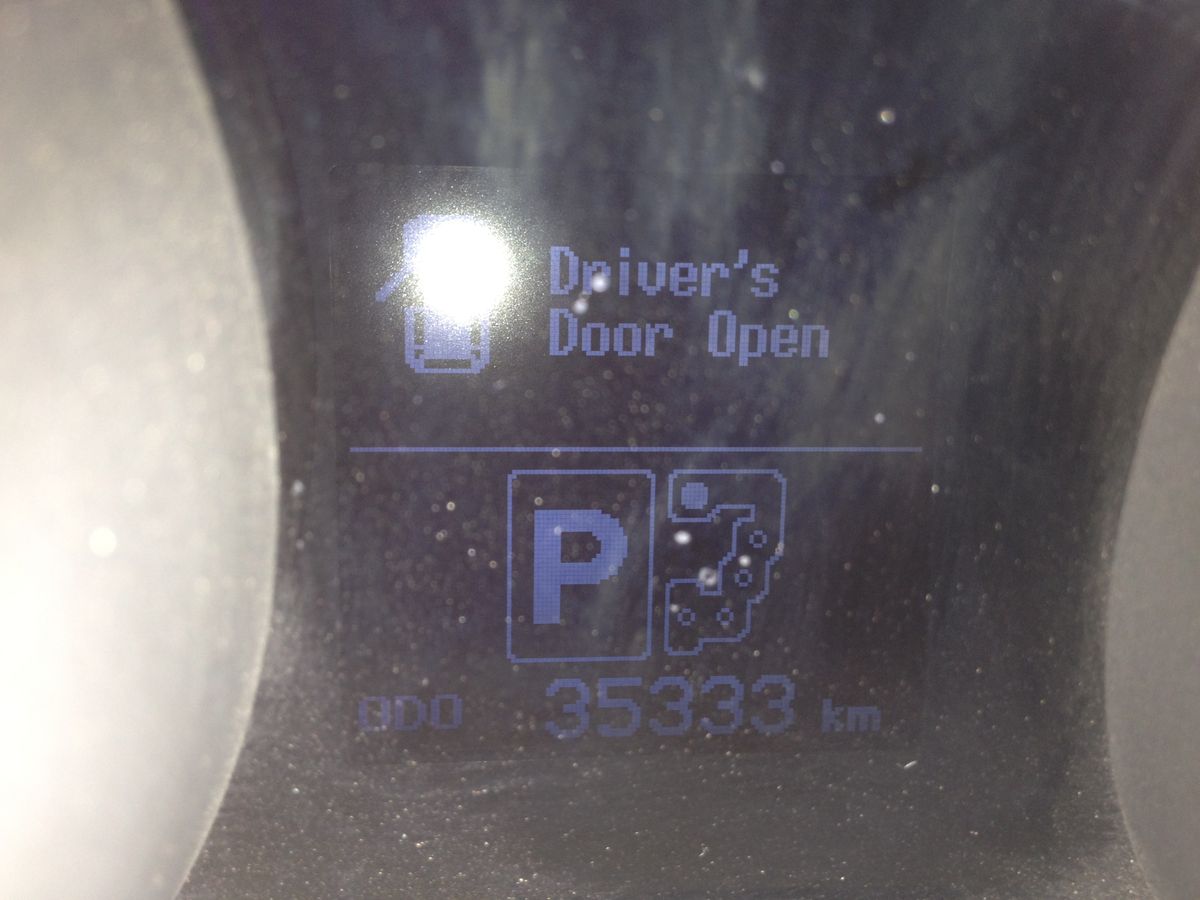 Driver's
Door Open
P
ODO 35333 km